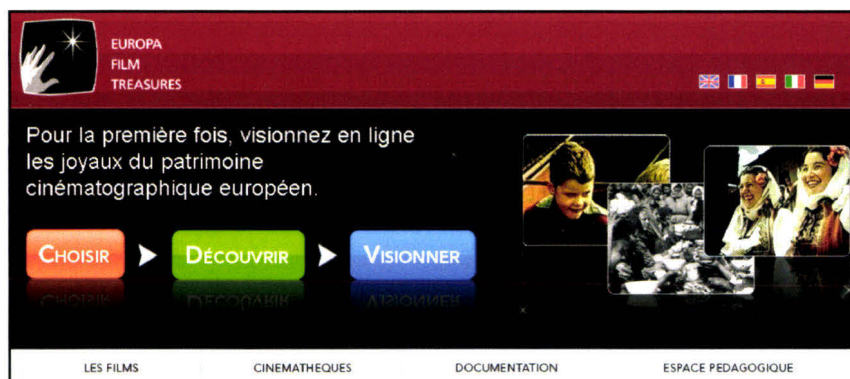 EUROPA
FILM
TREASURES
Pour la première fois, visionnez en ligne
les joyaux du patrimoine
cinématographique européen.
CHOISIR
DÉCOUVRIR
VISIONNER
LES FILMS
CINEMATHEQUES
DOCUMENTATION
ESPACE PEDAGOGIQUE